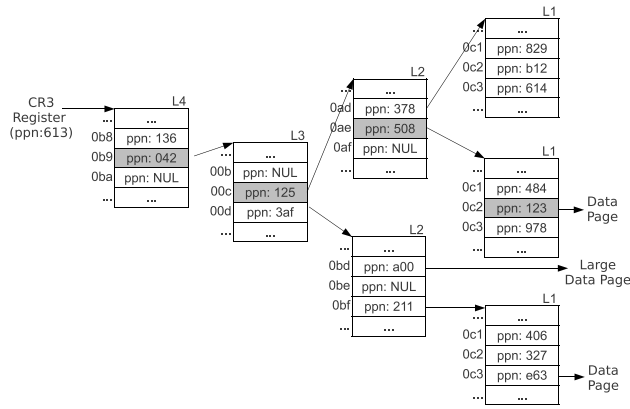 CR3
Register
(ppn:613)
L4
...
...
0b8 ppn: 136
0b9 ppn: 042
0ba ppn: NUL
...
...
L3
...
...
00b ppn: NUL
00c ppn: 125
00d ppn: 3af
...
...
L2
...
...
0ad ppn: 378
0ae ppn: 508
0af ppn: NUL
...
...
L2
...
...
0bd ppn: a00
0be ppn: NUL
0bf ppn: 211
...
...
L1
...
...
0c1 ppn: 829
0c2 ppn: b12
0c3 ppn: 614
...
...
L1
...
...
0c1 ppn: 484
0c2 ppn: 123
0c3 ppn: 978
...
...
Data
Page
Large
Data Page
L1
...
...
0c1 ppn: 406
0c2 ppn: 327
0c3 ppn: e63
...
...
Data
Page